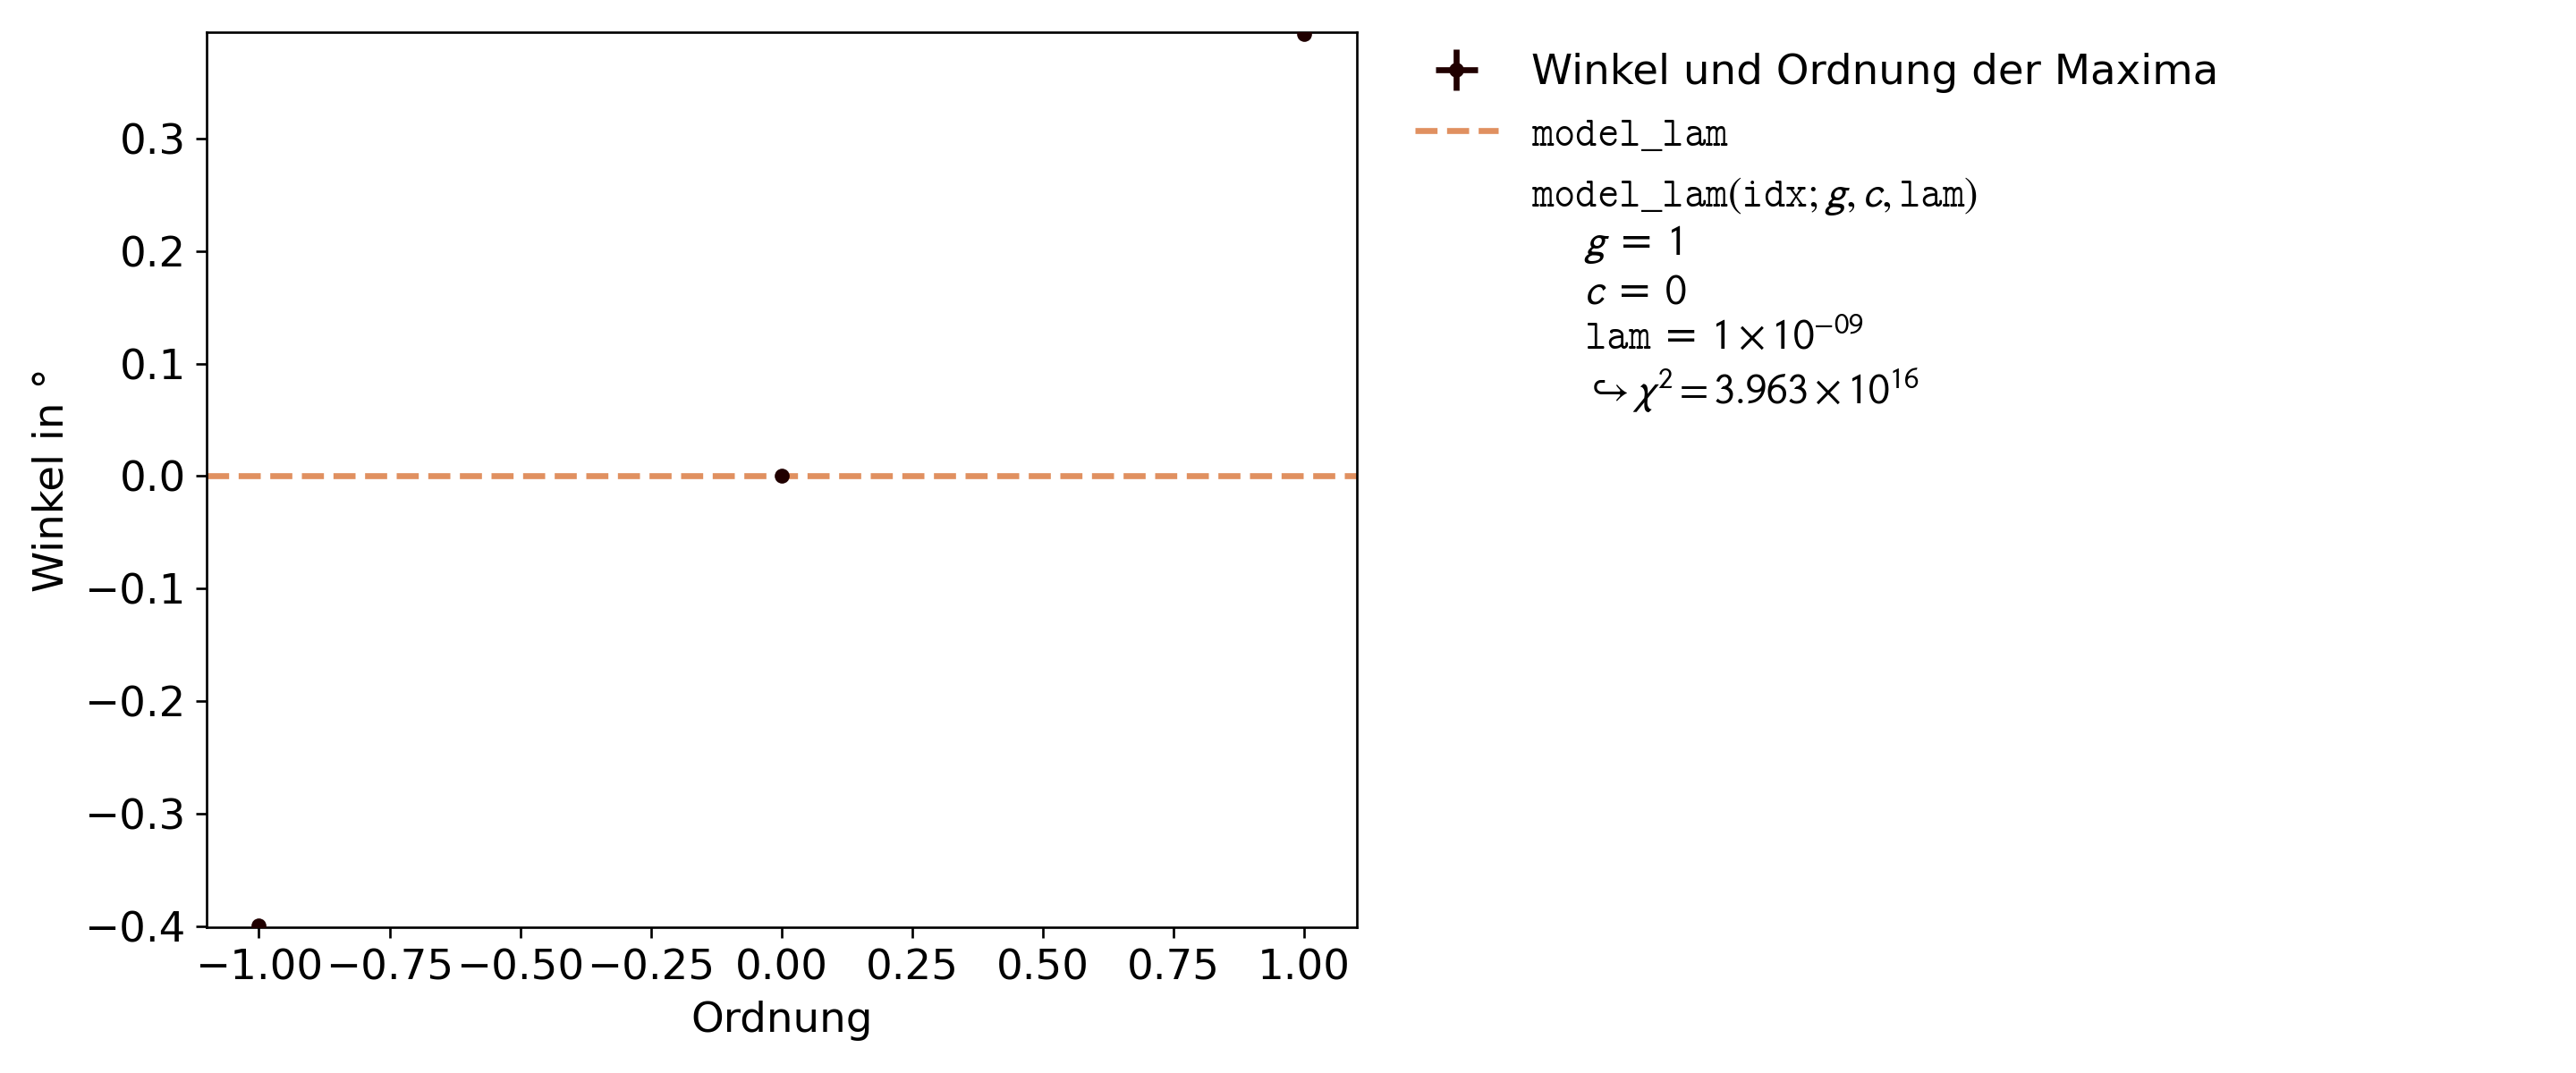 Winkel und Ordnung der Maxima
model_lam
model_lam(idx; g, c, lam)
g = 1
c = 0
lam = 1×10⁻⁰⁹
↪ χ² = 3.963×10¹⁶
Winkel in °
0.3
0.2
0.1
0.0
−0.1
−0.2
−0.3
−0.4
−1.00 −0.75 −0.50 −0.25 0.00 0.25 0.50 0.75 1.00
Ordnung